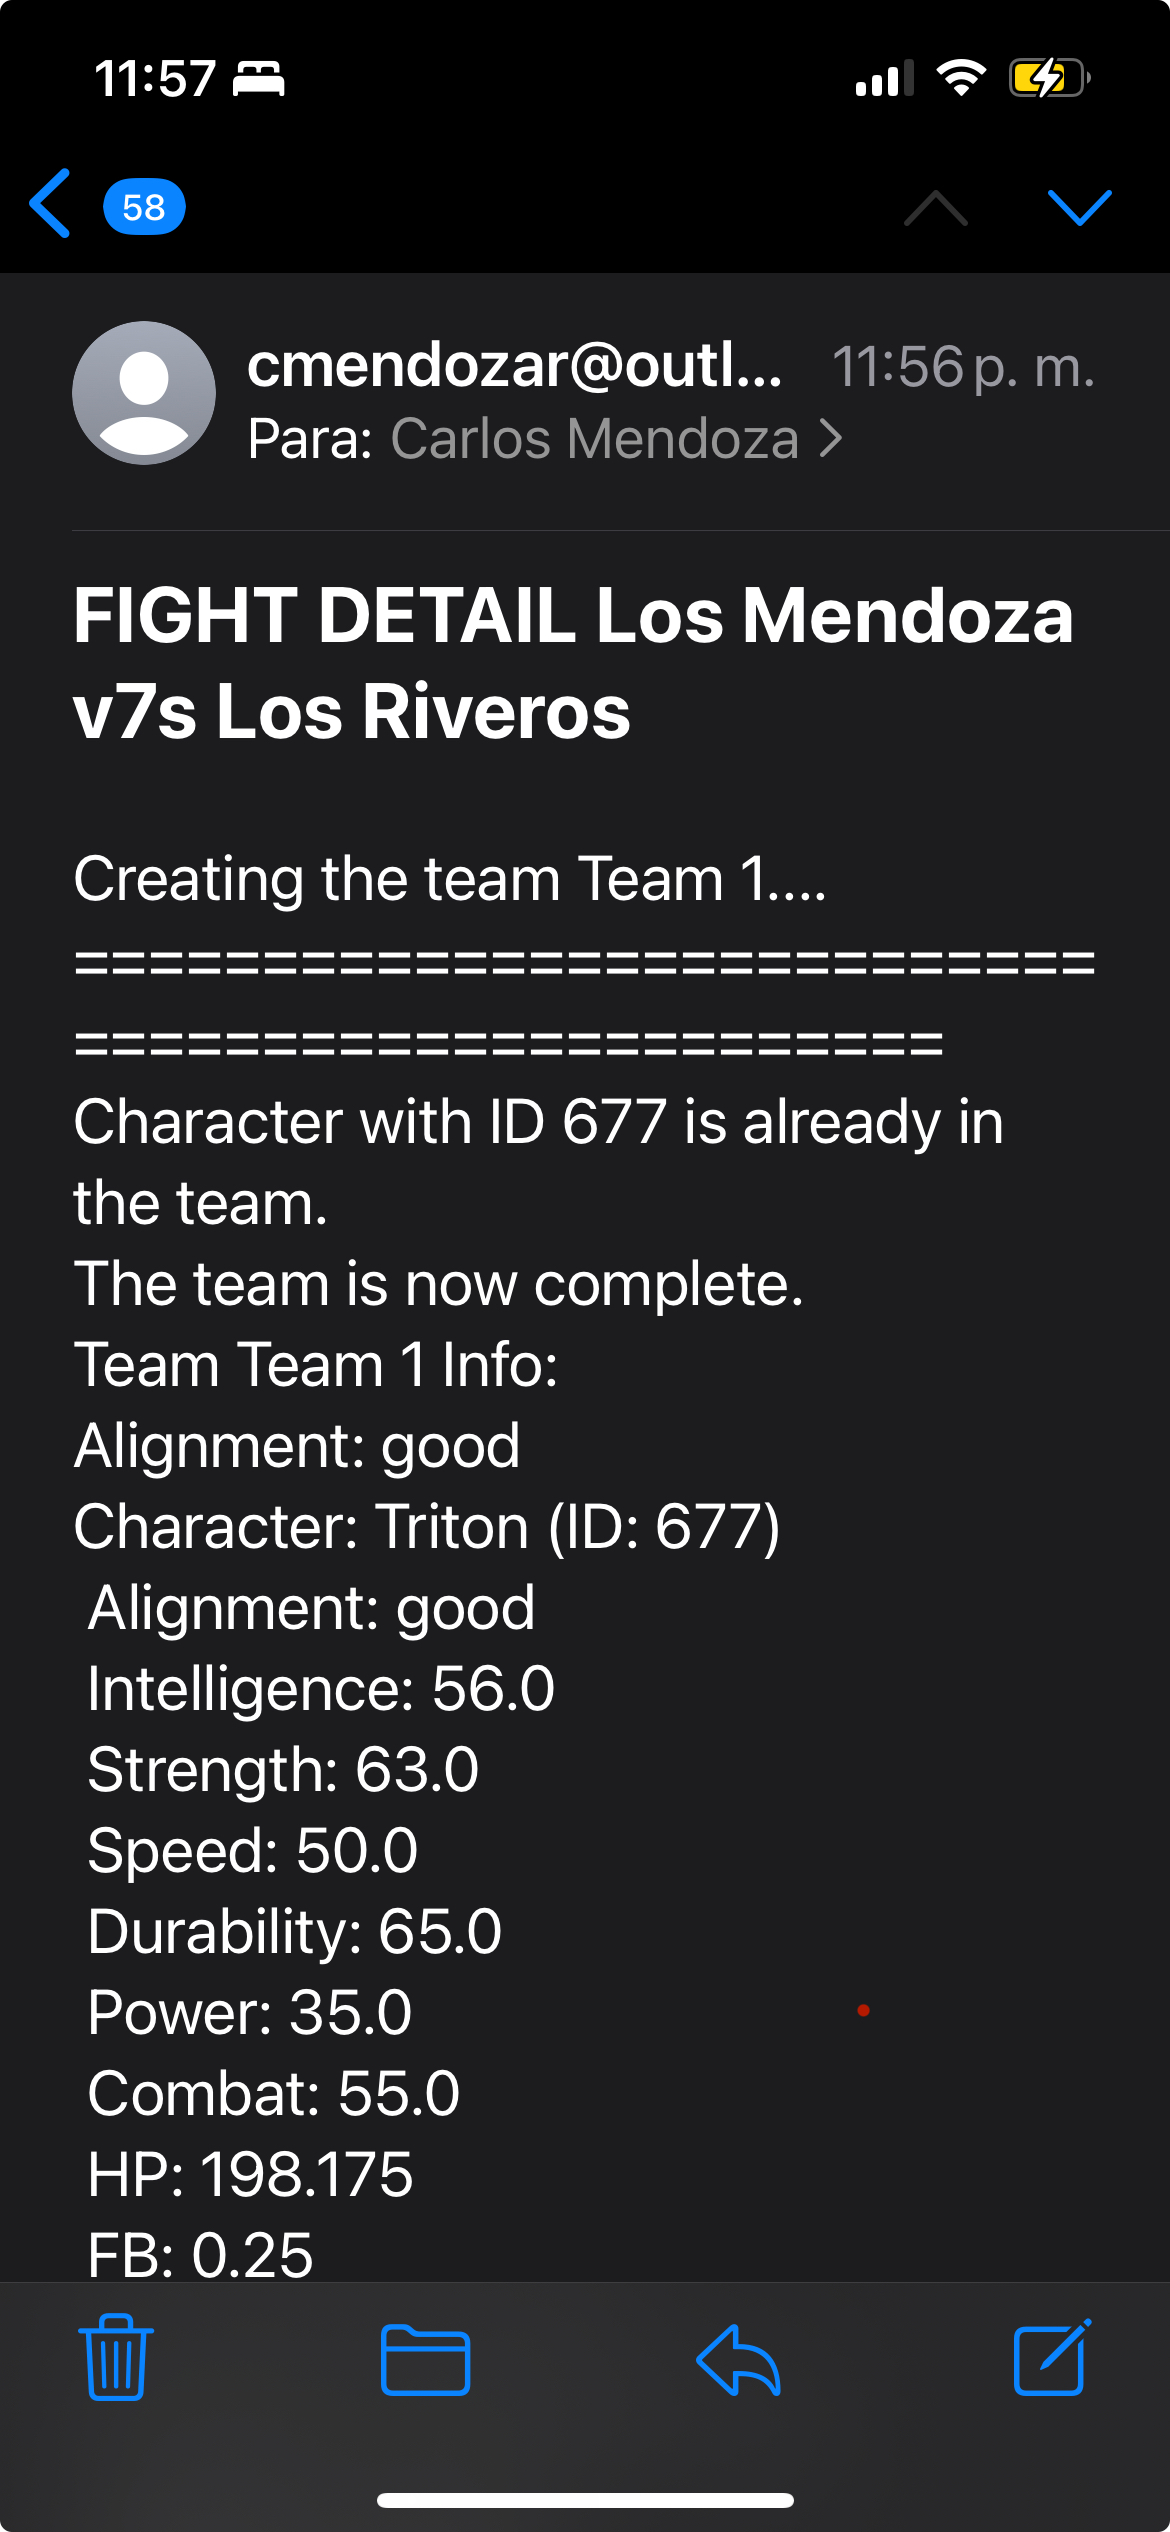 11:57
58
cmendozar@outl...
11:56 p. m.
Para: Carlos Mendoza
FIGHT DETAIL Los Mendoza
v7s Los Riveros
Creating the team Team 1....
===========================
=======================
Character with ID 677 is already in
the team.
The team is now complete.
Team Team 1 Info:
Alignment: good
Character: Triton (ID: 677)
Alignment: good
Intelligence: 56.0
Strength: 63.0
Speed: 50.0
Durability: 65.0
Power: 35.0
Combat: 55.0
HP: 198.175
FB: 0.25